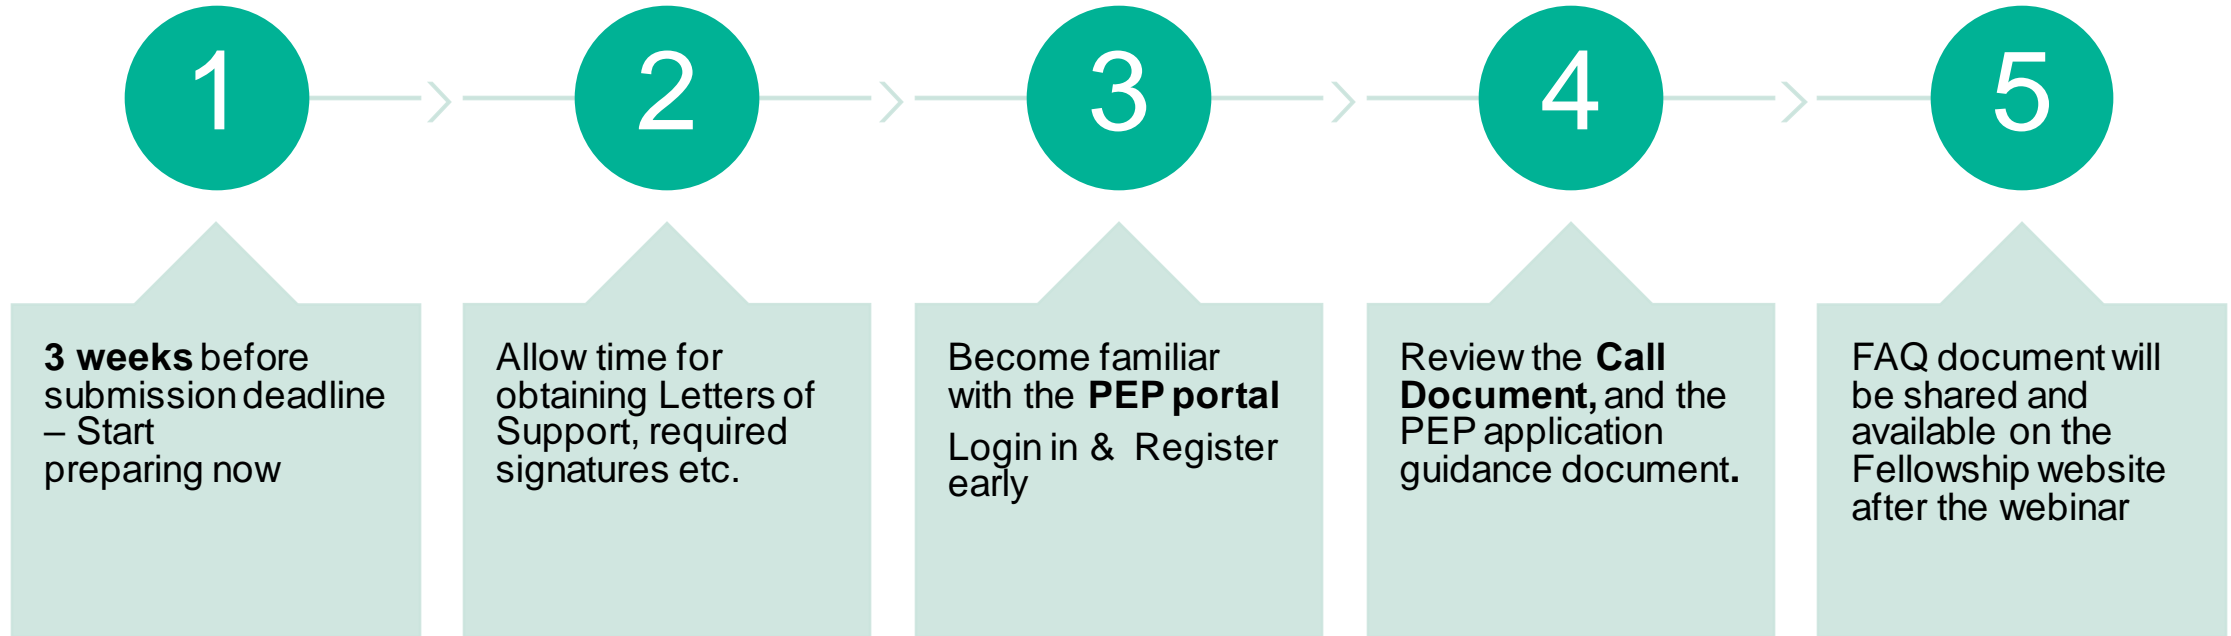 1
3 weeks before
submission deadline
– Start
preparing now
2
Allow time for
obtaining Letters of
Support, required
signatures etc.
3
Become familiar
with the PEP portal
Login in & Register
early
4
Review the Call
Document, and the
PEP application
guidance document.
5
FAQ document will
be shared and
available on the
Fellowship website
after the webinar